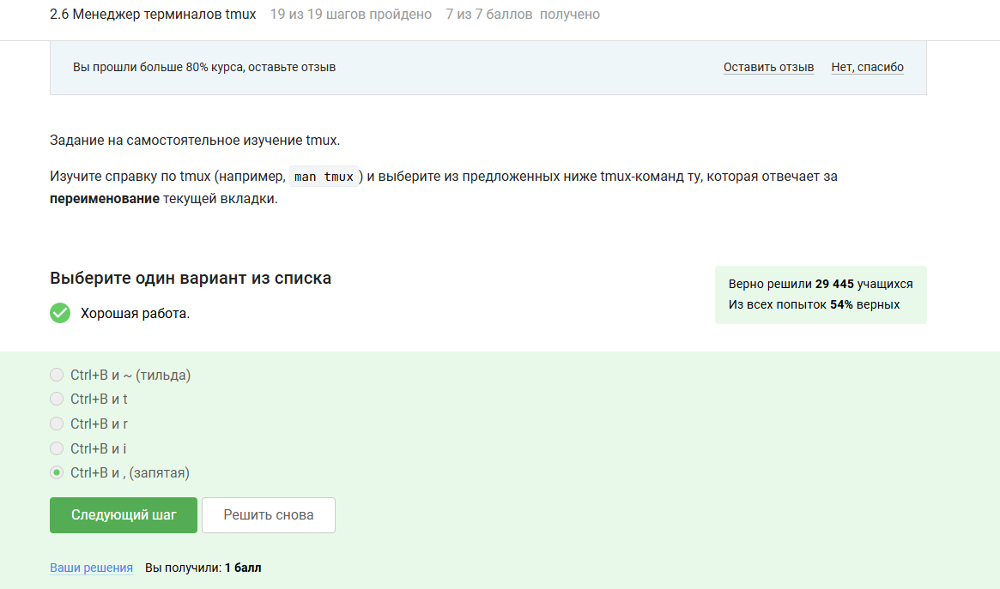 2.6 Менеджер терминалов tmux 19 из 19 шагов пройдено 7 из 7 баллов получено
Вы прошли больше 80% курса, оставьте отзыв Оставить отзыв Нет, спасибо
Задание на самостоятельное изучение tmux.
Изучите справку по tmux (например, man tmux) и выберите из предложенных ниже tmux-команд ту, которая отвечает за
переименование текущей вкладки.
Выберите один вариант из списка
Хорошая работа.
Верно решили 29 445 учащихся
Из всех попыток 54% верных
Ctrl+B и ~ (тильда)
Ctrl+B и t
Ctrl+B и r
Ctrl+B и i
Ctrl+B и , (запятая)
Следующий шаг Решить снова
Ваши решения Вы получили: 1 балл